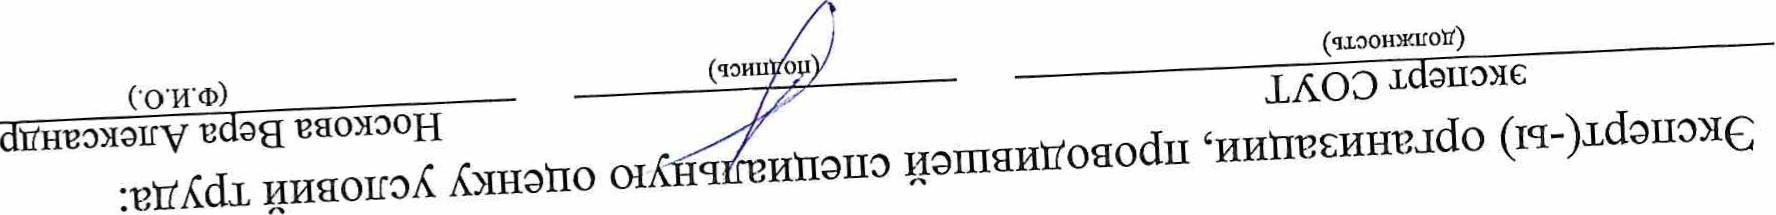 Эксперт(-ы) организации, проводившей специальную оценку условий труда:
эксперт СОУТ Носкова Вера Александр
(должность) (подпись) (Ф.И.О.)